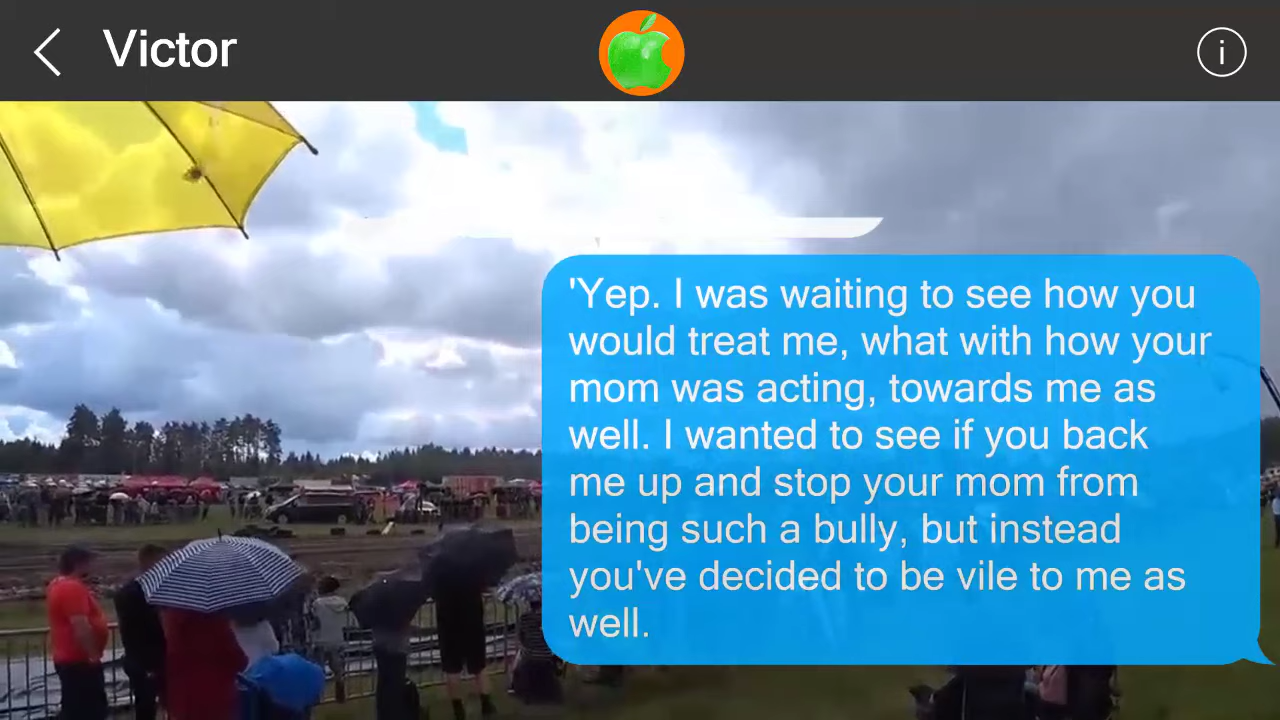 Victor
i
'Yep. I was waiting to see how you
would treat me, what with how your
mom was acting, towards me as
well. I wanted to see if you back
me up and stop your mom from
being such a bully, but instead
you've decided to be vile to me as
well.